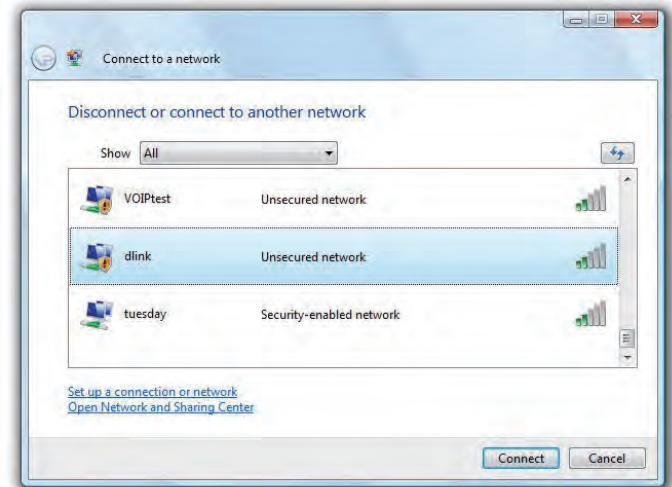 Connect to a network
Disconnect or connect to another network
Show All
VOIPtest Unsecured network
dlink Unsecured network
tuesday Security-enabled network
Set up a connection or network
Open Network and Sharing Center
Connect Cancel